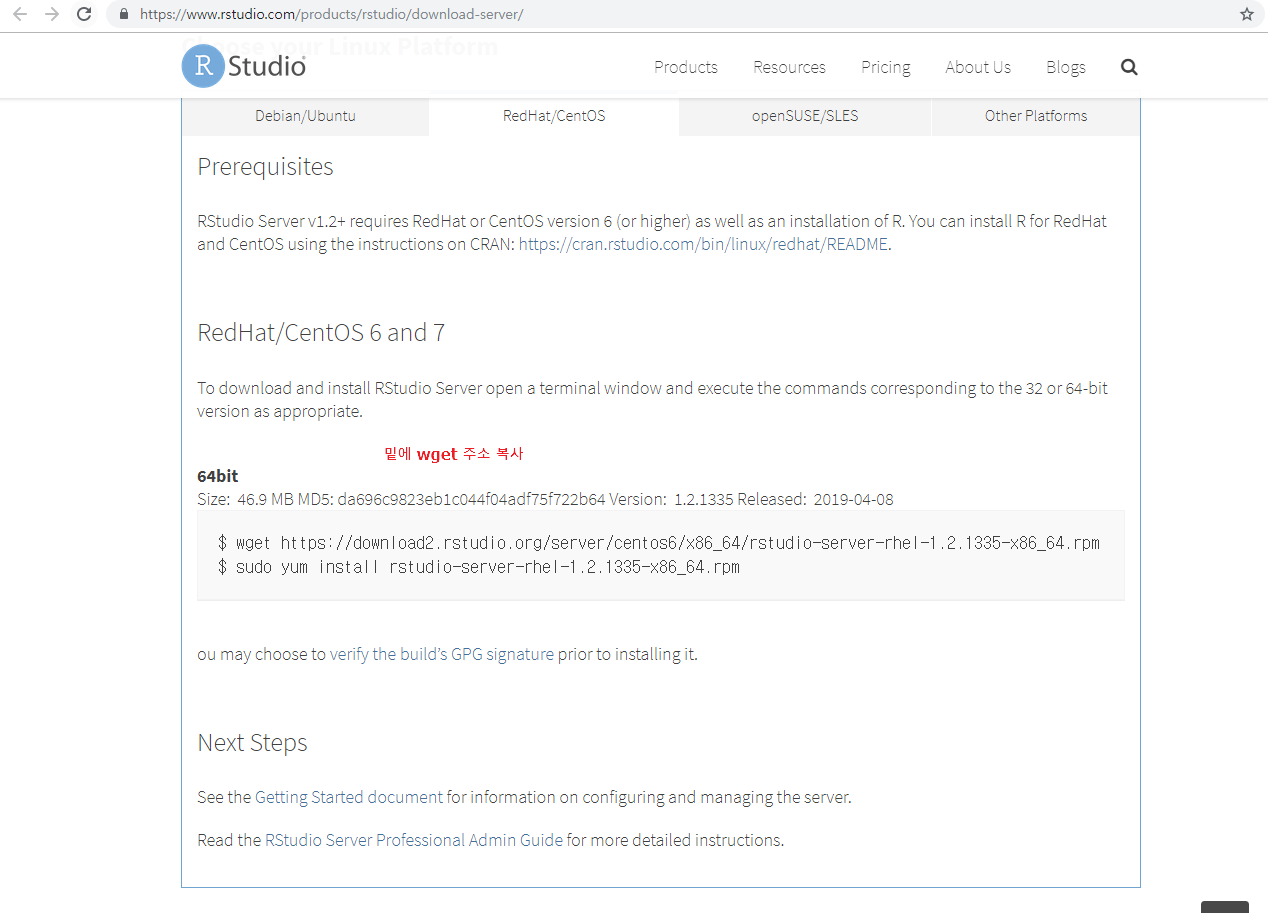 https://www.rstudio.com/products/rstudio/download-server/
Choose your Linux Platform
R Studio
Products Resources Pricing About Us Blogs
Debian/Ubuntu RedHat/CentOS openSUSE/SLES Other Platforms
Prerequisites
RStudio Server v1.2+ requires RedHat or CentOS version 6 (or higher) as well as an installation of R. You can install R for RedHat
and CentOS using the instructions on CRAN: https://cran.rstudio.com/bin/linux/redhat/README.
RedHat/CentOS 6 and 7
To download and install RStudio Server open a terminal window and execute the commands corresponding to the 32 or 64-bit
version as appropriate.
밑에 wget 주소 복사
64bit
Size: 46.9 MB MD5: da696c9823eb1c044f04adf75f722b64 Version: 1.2.1335 Released: 2019-04-08
$ wget https://download2.rstudio.org/server/centos6/x86_64/rstudio-server-rhel-1.2.1335-x86_64.rpm
$ sudo yum install rstudio-server-rhel-1.2.1335-x86_64.rpm
ou may choose to verify the build's GPG signature prior to installing it.
Next Steps
See the Getting Started document for information on configuring and managing the server.
Read the RStudio Server Professional Admin Guide for more detailed instructions.